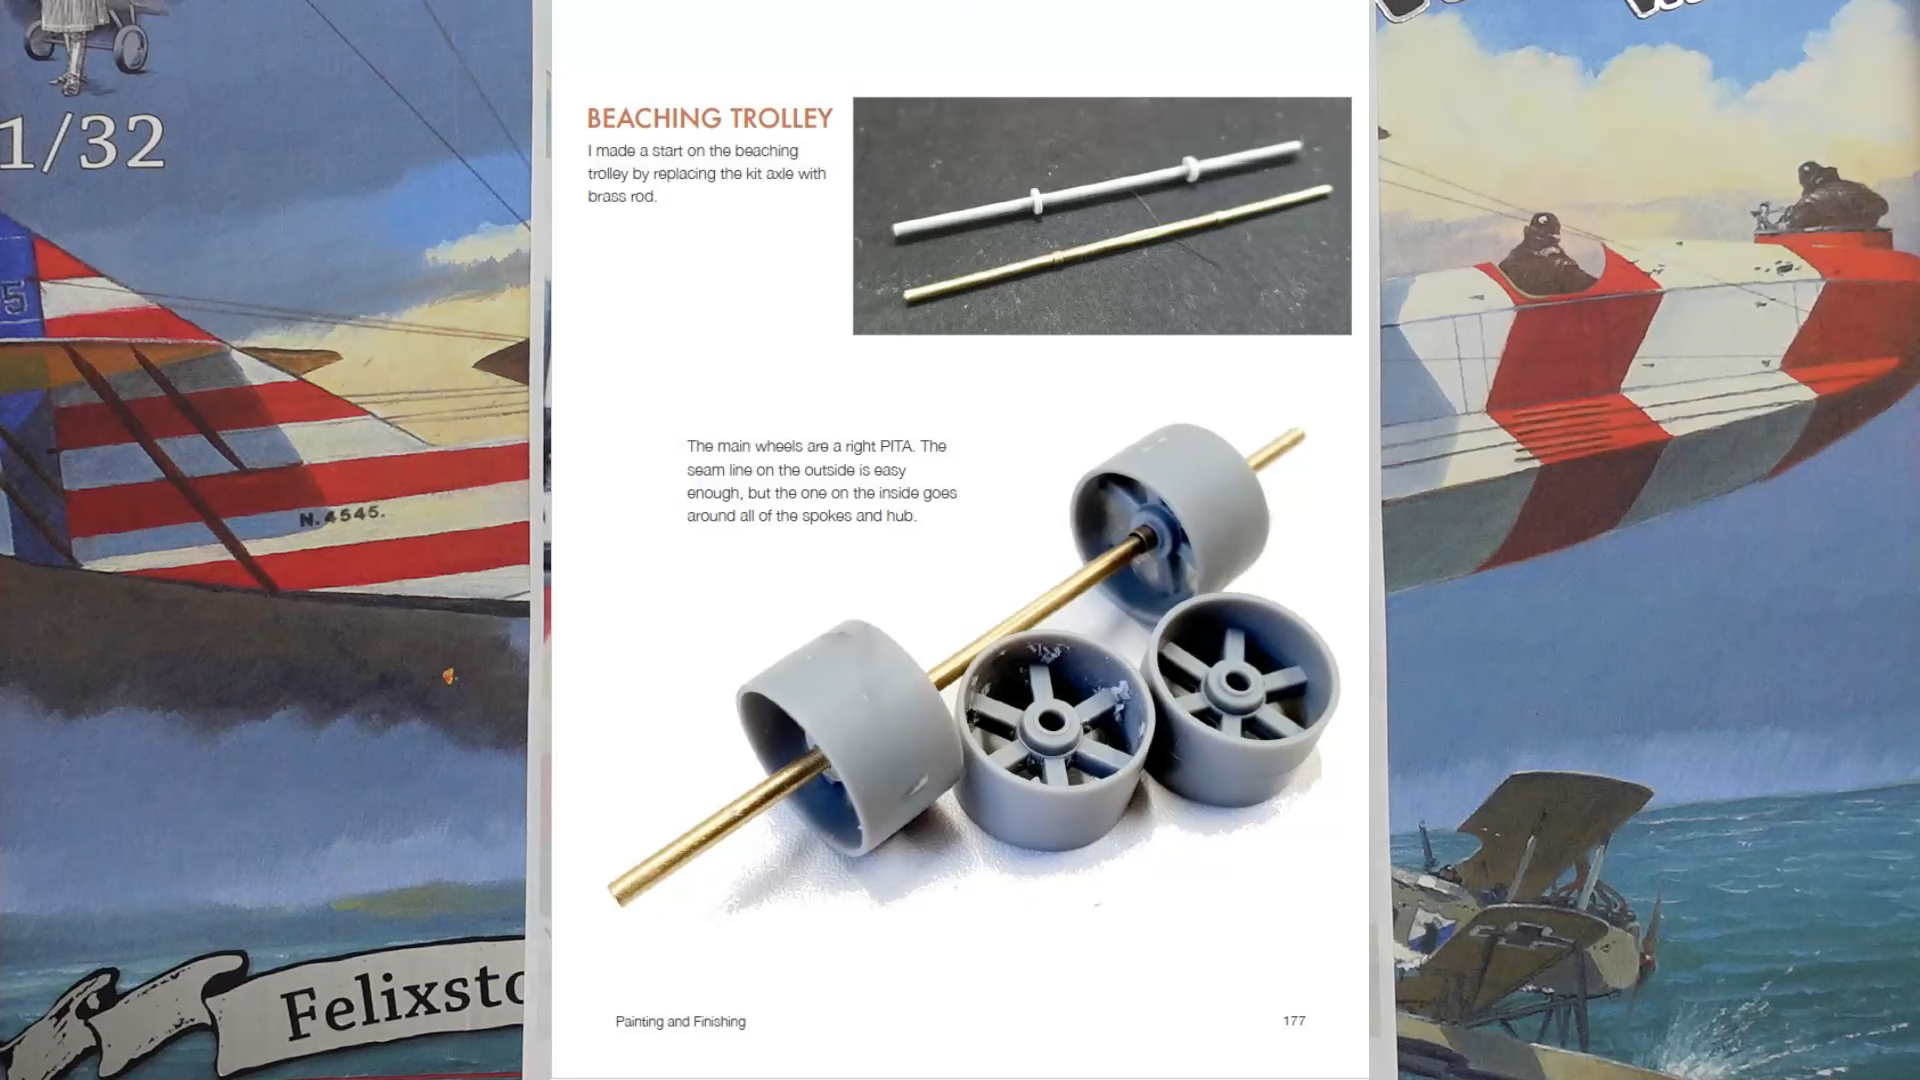 1/32
5
N.4545.
Felixsto
BEACHING TROLLEY
I made a start on the beaching
trolley by replacing the kit axle with
brass rod.
The main wheels are a right PITA. The
seam line on the outside is easy
enough, but the one on the inside goes
around all of the spokes and hub.
Painting and Finishing
177